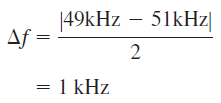 Δf = |49kHz − 51kHz| / 2
= 1 kHz